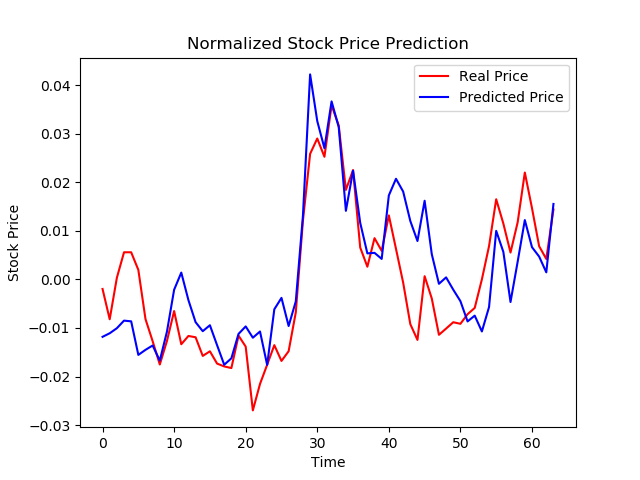 Normalized Stock Price Prediction
Real Price
Predicted Price
Stock Price
0.04
0.03
0.02
0.01
0.00
−0.01
−0.02
−0.03
0 10 20 30 40 50 60
Time